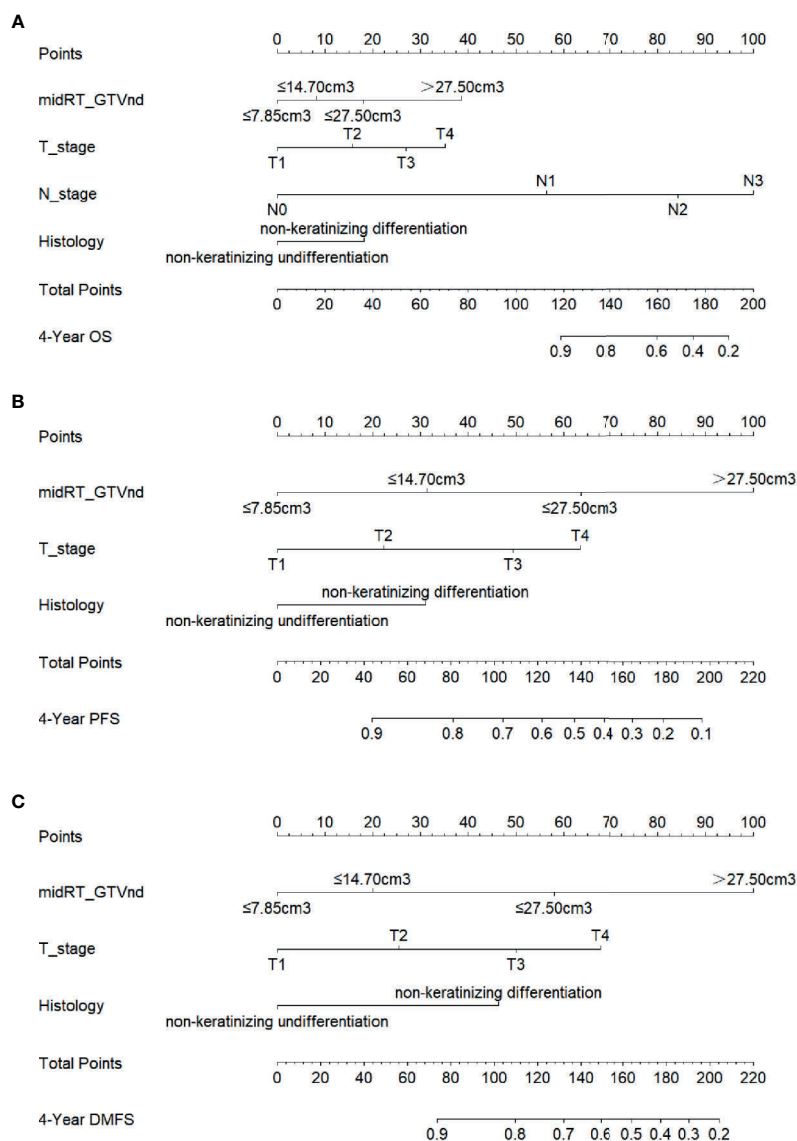 A
Points
0 10 20 30 40 50 60 70 80 90 100
≤14.70cm3 >27.50cm3
midRT_GTVnd
≤7.85cm3 ≤27.50cm3
T2 T4
T_stage
T1 T3
N1 N3
N_stage
N0 N2
non-keratinizing differentiation
Histology
non-keratinizing undifferentiation
Total Points
0 20 40 60 80 100 120 140 160 180 200
4-Year OS
0.9 0.8 0.6 0.4 0.2
B
0 10 20 30 40 50 60 70 80 90 100
Points
≤14.70cm3 >27.50cm3
midRT_GTVnd
≤7.85cm3 ≤27.50cm3
T2 T4
T_stage
T1 T3
non-keratinizing differentiation
Histology
non-keratinizing undifferentiation
Total Points
0 20 40 60 80 100 120 140 160 180 200 220
4-Year PFS
0.9 0.8 0.7 0.6 0.5 0.4 0.3 0.2 0.1
C
0 10 20 30 40 50 60 70 80 90 100
Points
≤14.70cm3 >27.50cm3
midRT_GTVnd
≤7.85cm3 ≤27.50cm3
T2 T4
T_stage
T1 T3
non-keratinizing differentiation
Histology
non-keratinizing undifferentiation
Total Points
0 20 40 60 80 100 120 140 160 180 200 220
4-Year DMFS
0.9 0.8 0.7 0.6 0.5 0.4 0.3 0.2